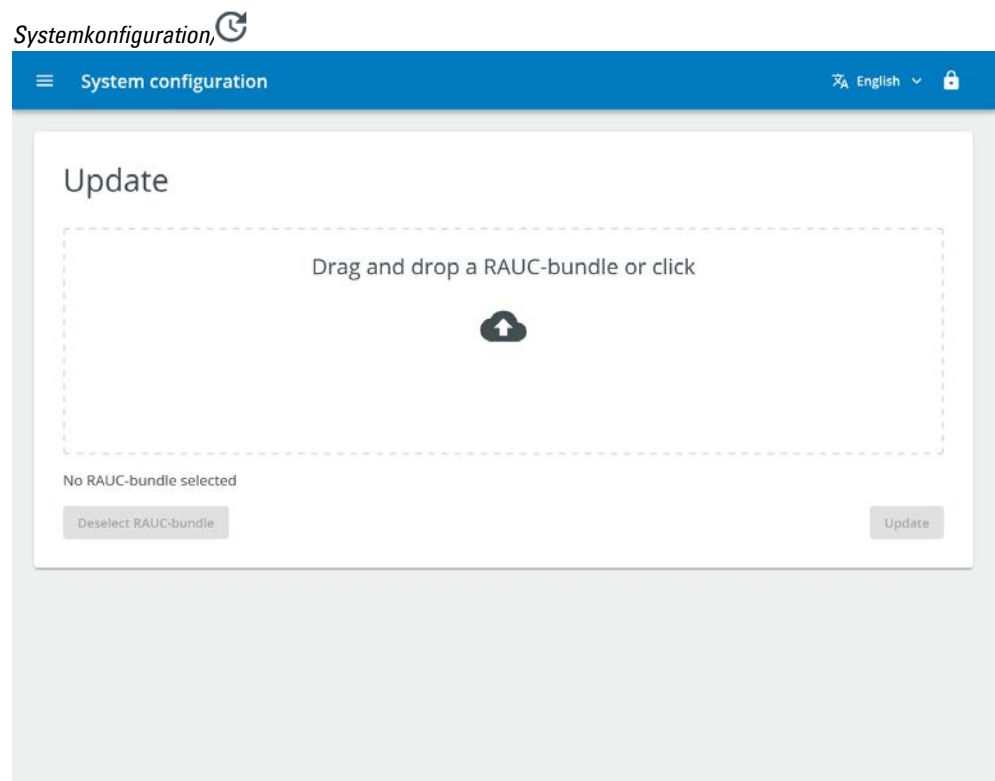 Systemkonfiguration,
System configuration
English
Update
Drag and drop a RAUC-bundle or click
No RAUC-bundle selected
Deselect RAUC-bundle
Update